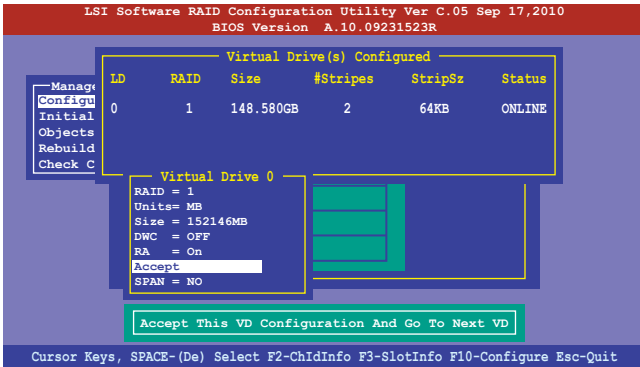 LSI Software RAID Configuration Utility Ver C.05 Sep 17,2010
BIOS Version A.10.09231523R
Virtual Drive(s) Configured
LD RAID Size #Stripes StripSz Status
0 1 148.580GB 2 64KB ONLINE
Manage
Configu
Initial
Objects
Rebuild
Check C
Virtual Drive 0
RAID = 1
Units= MB
Size = 152146MB
DWC = OFF
RA = On
Accept
SPAN = NO
Accept This VD Configuration And Go To Next VD
Cursor Keys, SPACE-(De) Select F2-ChIdInfo F3-SlotInfo F10-Configure Esc-Quit